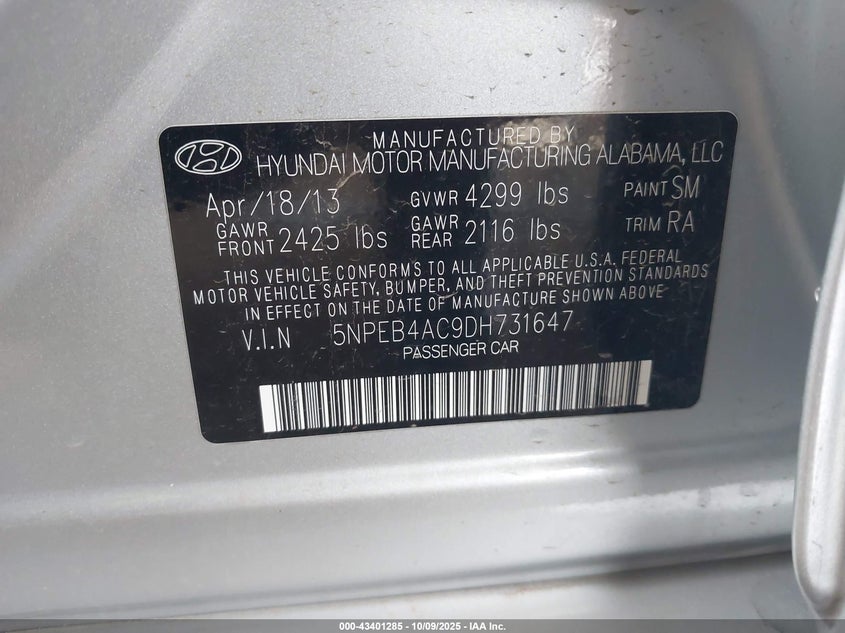 MANUFACTURED BY
HYUNDAI MOTOR MANUFACTURING ALABAMA, LLC
Apr/18/13 GVWR 4299 lbs PAINT SM
GAWR FRONT 2425 lbs GAWR REAR 2116 lbs TRIM RA
THIS VEHICLE CONFORMS TO ALL APPLICABLE U.S.A. FEDERAL
MOTOR VEHICLE SAFETY, BUMPER, AND THEFT PREVENTION STANDARDS
IN EFFECT ON THE DATE OF MANUFACTURE SHOWN ABOVE.
V.I.N 5NPEB4AC9DH731647
PASSENGER CAR
000-43401285 - 10/09/2025 - IAA Inc.